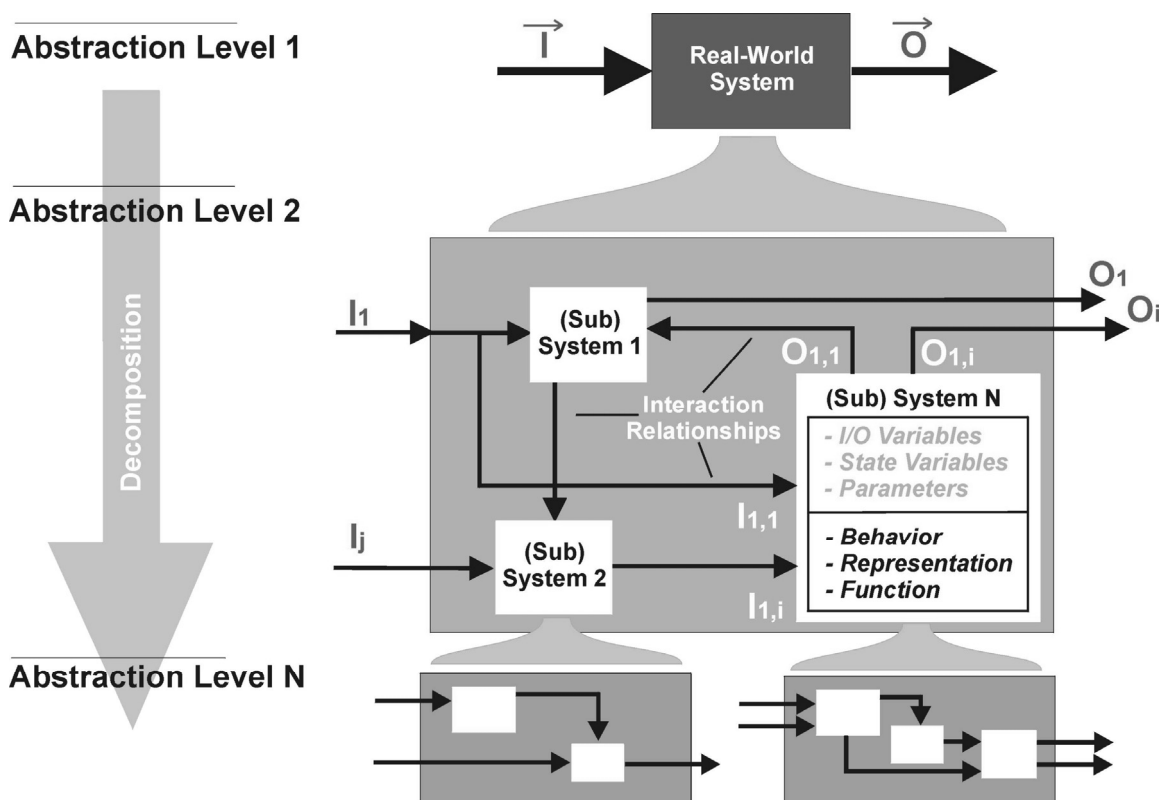 Abstraction Level 1
I
Real-World
System
O
Abstraction Level 2
Decomposition
I1
(Sub)
System 1
O1
Oi
O1,1
O1,i
Interaction
Relationships
(Sub) System N
- I/O Variables
- State Variables
- Parameters
- Behavior
- Representation
- Function
I1,1
Ij
(Sub)
System 2
I1,i
Abstraction Level N